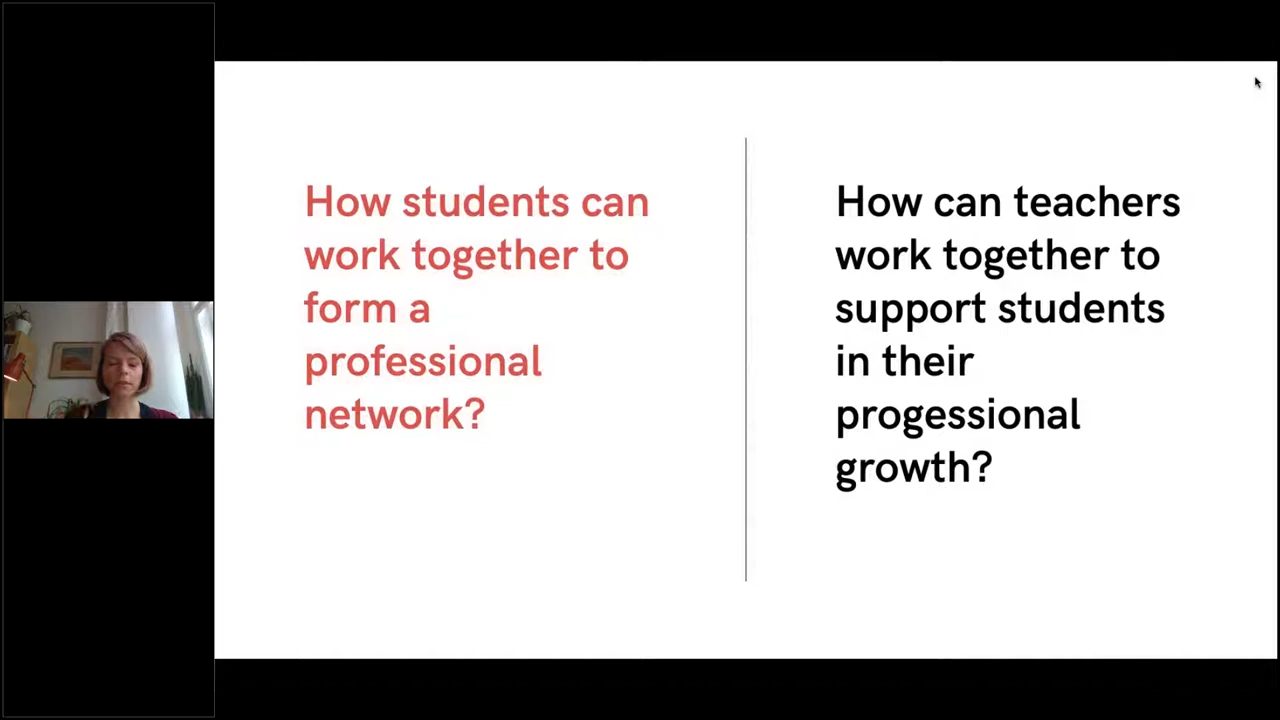 How students can
work together to
form a
professional
network?
How can teachers
work together to
support students
in their
progessional
growth?